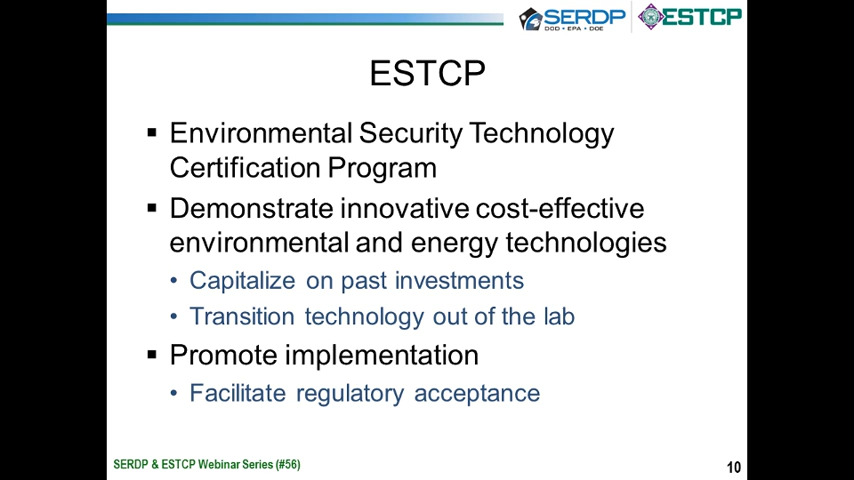 SERDP
DOD • EPA • DOE
ESTCP
ESTCP
▪ Environmental Security Technology
Certification Program
▪ Demonstrate innovative cost-effective
environmental and energy technologies
• Capitalize on past investments
• Transition technology out of the lab
▪ Promote implementation
• Facilitate regulatory acceptance
SERDP & ESTCP Webinar Series (#56)
10